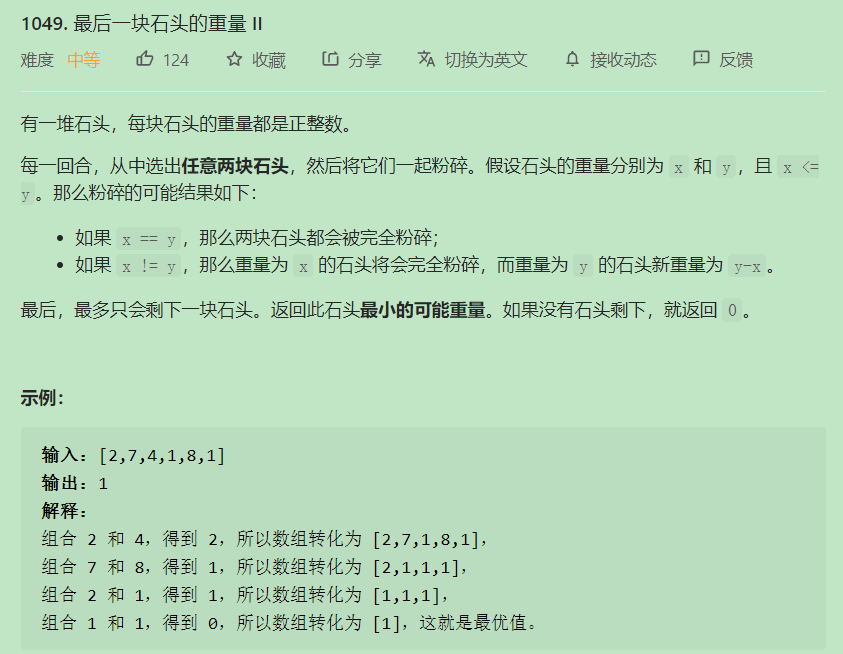 1049. 最后一块石头的重量 II
难度 中等 124 收藏 分享 切换为英文 接收动态 反馈
有一堆石头，每块石头的重量都是正整数。
每一回合，从中选出任意两块石头，然后将它们一起粉碎。假设石头的重量分别为 x 和 y，且 x <=
y。那么粉碎的可能结果如下：
• 如果 x == y，那么两块石头都会被完全粉碎；
• 如果 x != y，那么重量为 x 的石头将会完全粉碎，而重量为 y 的石头新重量为 y-x。
最后，最多只会剩下一块石头。返回此石头最小的可能重量。如果没有石头剩下，就返回 0。
示例：
输入：[2,7,4,1,8,1]
输出：1
解释：
组合 2 和 4，得到 2，所以数组转化为 [2,7,1,8,1]，
组合 7 和 8，得到 1，所以数组转化为 [2,1,1,1]，
组合 2 和 1，得到 1，所以数组转化为 [1,1,1]，
组合 1 和 1，得到 0，所以数组转化为 [1]，这就是最优值。